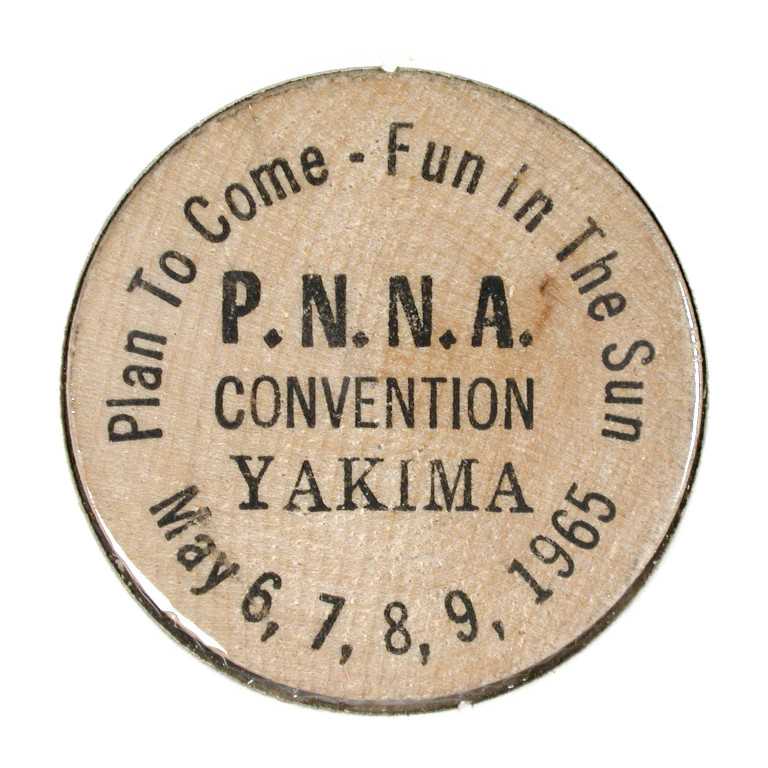 Plan To Come - Fun in The Sun
P.N.N.A.
CONVENTION
YAKIMA
May 6, 7, 8, 9, 1965